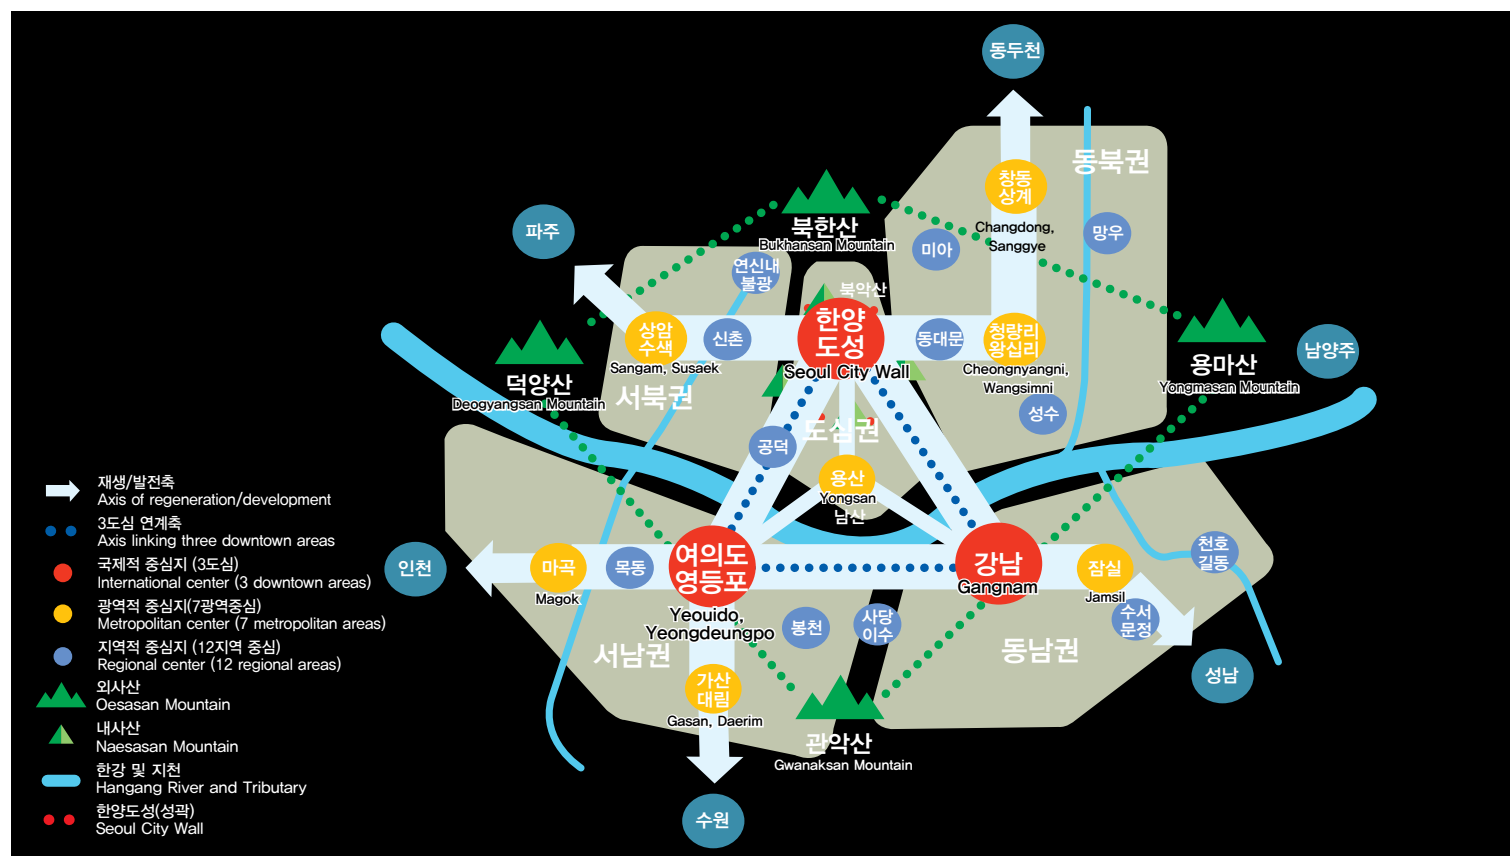 동두천
동북권
창동
상계
Changdong,
Sanggye
망우
미아
파주
북한산
Bukhansan Mountain
연신내
불광
북악산
한양
도성
Seoul City Wall
상암
수색
Sangam, Susaek
신촌
동대문
청량리
왕십리
Cheongnyangni,
Wangsimni
성수
남양주
용마산
Yongmasan Mountain
덕양산
Deogyangsan Mountain
서북권
도심권
공덕
용산
Yongsan
남산
인천
마곡
Magok
목동
여의도
영등포
Yeouido,
Yeongdeungpo
강남
Gangnam
잠실
Jamsil
천호
길동
수서
문정
봉천
사당
이수
서남권
동남권
성남
가산
대림
Gasan, Daerim
관악산
Gwanaksan Mountain
수원
재생/발전축
Axis of regeneration/development
3도심 연계축
Axis linking three downtown areas
국제적 중심지 (3도심)
International center (3 downtown areas)
광역적 중심지(7광역중심)
Metropolitan center (7 metropolitan areas)
지역적 중심지 (12지역 중심)
Regional center (12 regional areas)
외사산
Oesasan Mountain
내사산
Naesasan Mountain
한강 및 지천
Hangang River and Tributary
한양도성(성곽)
Seoul City Wall